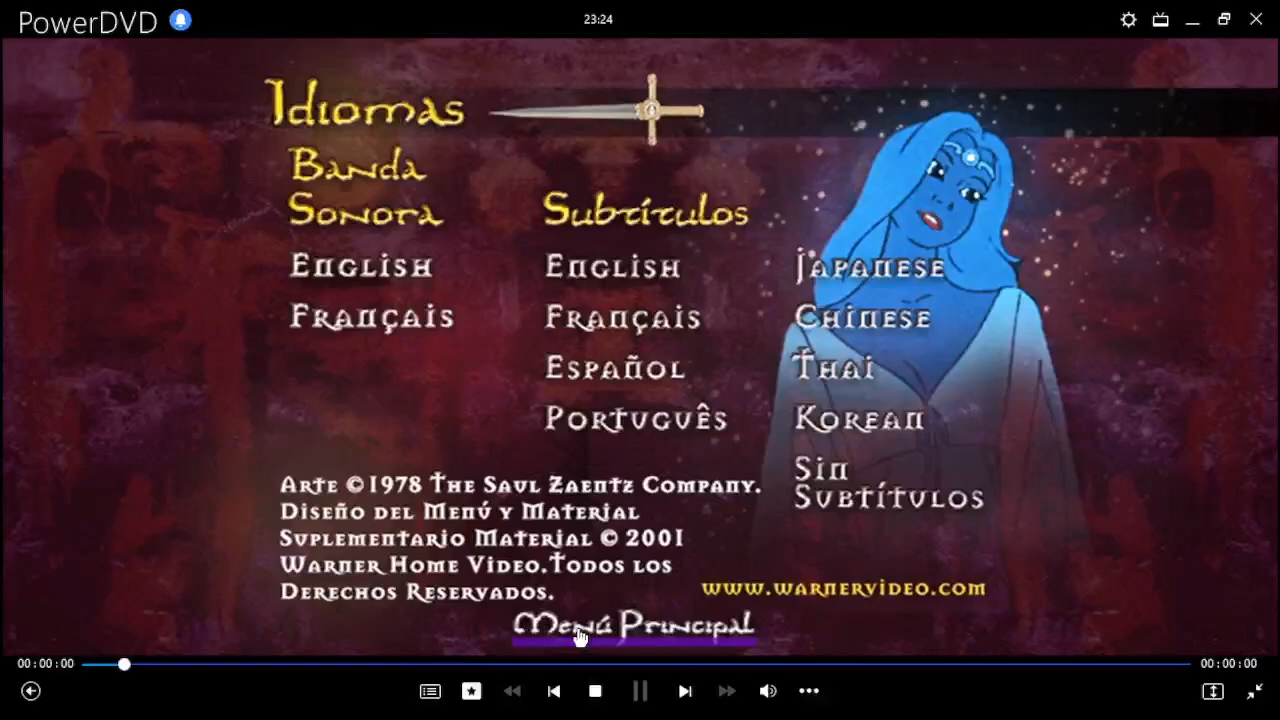 PowerDVD
23:24
Idiomas
Banda
Sonora
English
Français
Subtítulos
English
Français
Español
Português
Japanese
Chinese
Thai
Korean
Sin
Subtítulos
Arte ©1978 The Saul Zaentz Company.
Diseño del Menú y Material
Suplementario Material © 2001
Warner Home Video.Todos los
Derechos Reservados.
www.warnervideo.com
Menú Principal
00:00:00
00:00:00